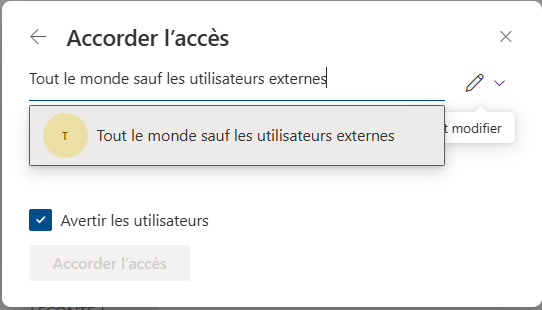 Accorder l'accès
Tout le monde sauf les utilisateurs externes
T
Tout le monde sauf les utilisateurs externes
t modifier
Avertir les utilisateurs
Accorder l'accès